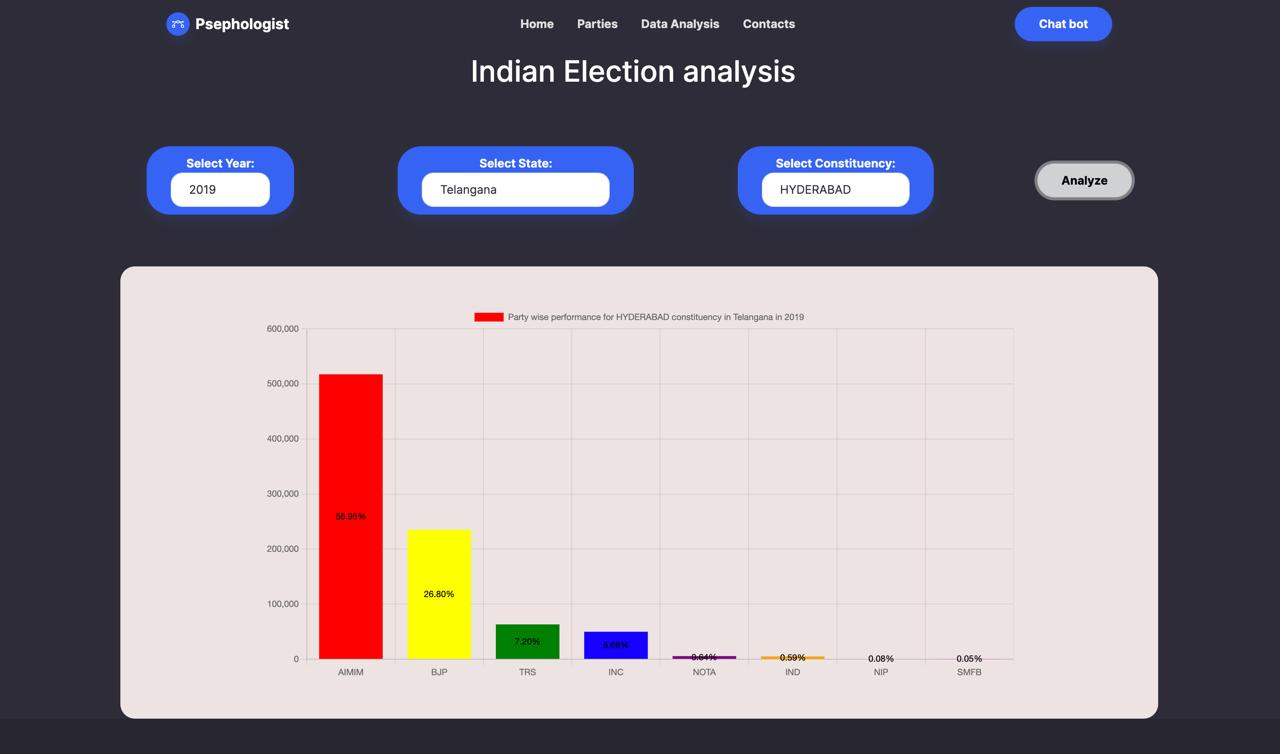 Psephologist
Home Parties Data Analysis Contacts
Chat bot
Indian Election analysis
Select Year:
2019
Select State:
Telangana
Select Constituency:
HYDERABAD
Analyze
Party wise performance for HYDERABAD constituency in Telangana in 2019
600,000
500,000
400,000
300,000
200,000
100,000
0
58.95%
26.80%
7.20%
0.64%
0.59%
0.08%
0.05%
AIMIM BJP TRS INC NOTA IND NIP SMFB